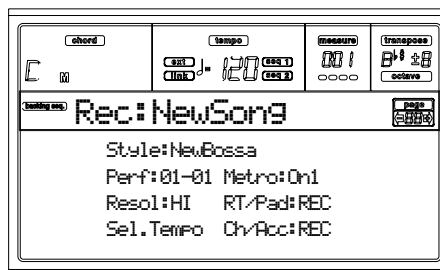 chord tempo measure transpose
C M ext link ♩= 120 seq 1 seq 2 001 octave
backing seq. Rec:NewSong page
Style:NewBossa
Perf:01-01 Metro:On1
Resol:HI RT/Pad:REC
Sel.Tempo Ch/Acc:REC